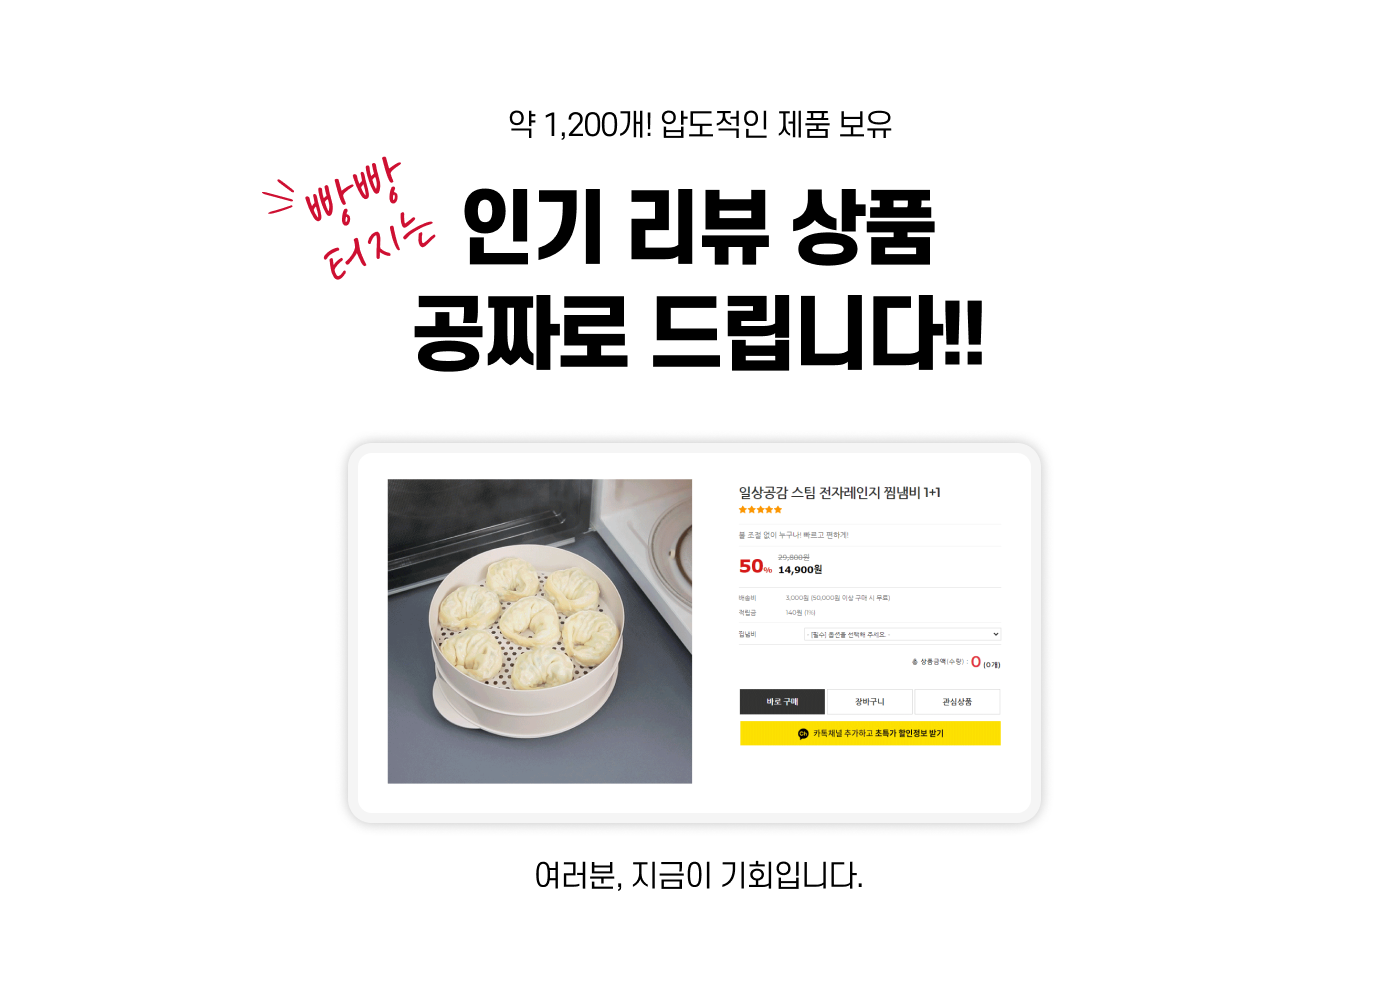 약 1,200개! 압도적인 제품 보유
빵빵
터지는
인기 리뷰 상품
공짜로 드립니다!!
일상공감 스팀 전자레인지 찜냄비 1+1
★★★★★
불 조절 없이 누구나! 빠르고 편하게!
50%
29,800원
14,900원
배송비 3,000원 (50,000원 이상 구매 시 무료)
적립금 140원 (1%)
찜냄비 - [필수] 옵션을 선택해 주세요. -
총 상품금액(수량) : 0 (0개)
바로 구매 장바구니 관심상품
Ch 카톡채널 추가하고 초특가 할인정보 받기
여러분, 지금이 기회입니다.